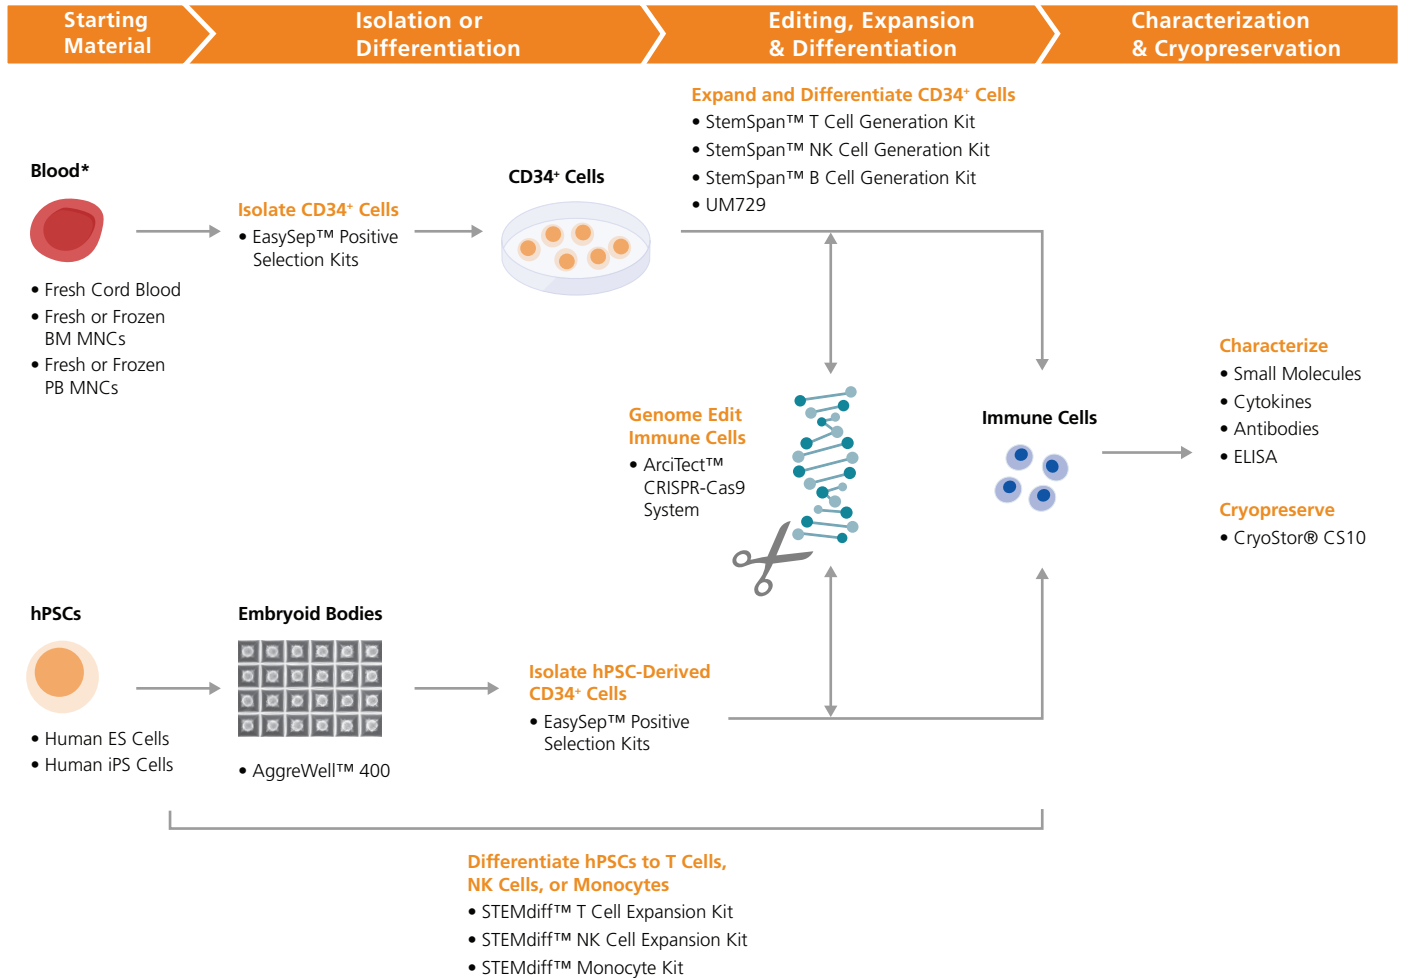 Starting
Material
Isolation or
Differentiation
Editing, Expansion
& Differentiation
Characterization
& Cryopreservation
Expand and Differentiate CD34⁺ Cells
• StemSpan™ T Cell Generation Kit
• StemSpan™ NK Cell Generation Kit
• StemSpan™ B Cell Generation Kit
• UM729
Blood*
• Fresh Cord Blood
• Fresh or Frozen
BM MNCs
• Fresh or Frozen
PB MNCs
Isolate CD34⁺ Cells
• EasySep™ Positive
Selection Kits
CD34⁺ Cells
Genome Edit
Immune Cells
• ArciTect™
CRISPR-Cas9
System
Immune Cells
Characterize
• Small Molecules
• Cytokines
• Antibodies
• ELISA
Cryopreserve
• CryoStor® CS10
hPSCs
• Human ES Cells
• Human iPS Cells
Embryoid Bodies
• AggreWell™ 400
Isolate hPSC-Derived
CD34⁺ Cells
• EasySep™ Positive
Selection Kits
Differentiate hPSCs to T Cells,
NK Cells, or Monocytes
• STEMdiff™ T Cell Expansion Kit
• STEMdiff™ NK Cell Expansion Kit
• STEMdiff™ Monocyte Kit